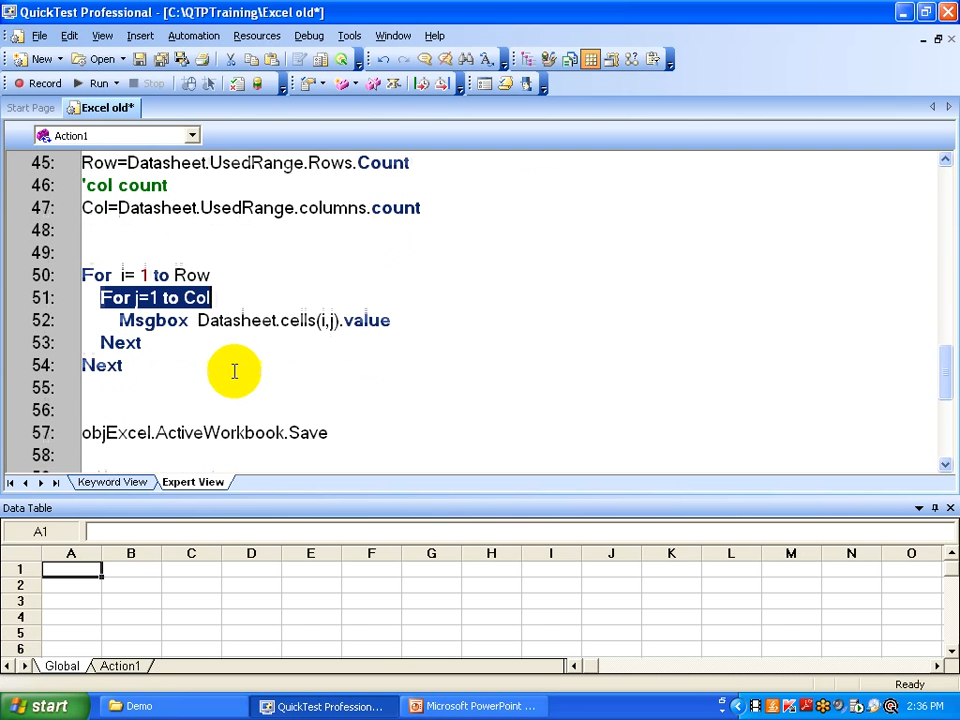 QuickTest Professional - [C:\QTPTraining\Excel old*]
File Edit View Insert Automation Resources Debug Tools Window Help
New Open
Record Run Stop
Start Page Excel old*
Action1
45: Row=Datasheet.UsedRange.Rows.Count
46: 'col count
47: Col=Datasheet.UsedRange.columns.count
48:
49:
50: For i= 1 to Row
51: For j=1 to Col
52: Msgbox Datasheet.cells(i,j).value
53: Next
54: Next
55:
56:
57: objExcel.ActiveWorkbook.Save
58:
Keyword View Expert View
Data Table
A1
A B C D E F G H I J K L M N O
1
2
3
4
5
6
Global Action1
Ready
start Demo QuickTest Profession... Microsoft PowerPoint ... 2:36 PM